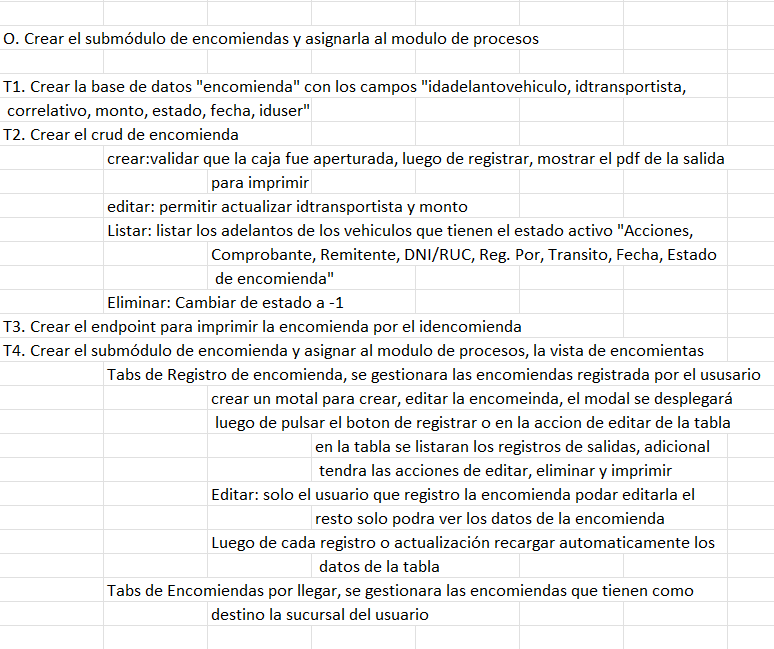 O. Crear el submódulo de encomiendas y asignarla al modulo de procesos
T1. Crear la base de datos "encomienda" con los campos "idadelantovehiculo, idtransportista,
correlativo, monto, estado, fecha, iduser"
T2. Crear el crud de encomienda
crear:validar que la caja fue aperturada, luego de registrar, mostrar el pdf de la salida
para imprimir
editar: permitir actualizar idtransportista y monto
Listar: listar los adelantos de los vehiculos que tienen el estado activo "Acciones,
Comprobante, Remitente, DNI/RUC, Reg. Por, Transito, Fecha, Estado
de encomienda"
Eliminar: Cambiar de estado a -1
T3. Crear el endpoint para imprimir la encomienda por el idencomienda
T4. Crear el submódulo de encomienda y asignar al modulo de procesos, la vista de encomientas
Tabs de Registro de encomienda, se gestionara las encomiendas registrada por el ususario
crear un motal para crear, editar la encomeinda, el modal se desplegará
luego de pulsar el boton de registrar o en la accion de editar de la tabla
en la tabla se listaran los registros de salidas, adicional
tendra las acciones de editar, eliminar y imprimir
Editar: solo el usuario que registro la encomienda podar editarla el
resto solo podra ver los datos de la encomienda
Luego de cada registro o actualización recargar automaticamente los
datos de la tabla
Tabs de Encomiendas por llegar, se gestionara las encomiendas que tienen como
destino la sucursal del usuario